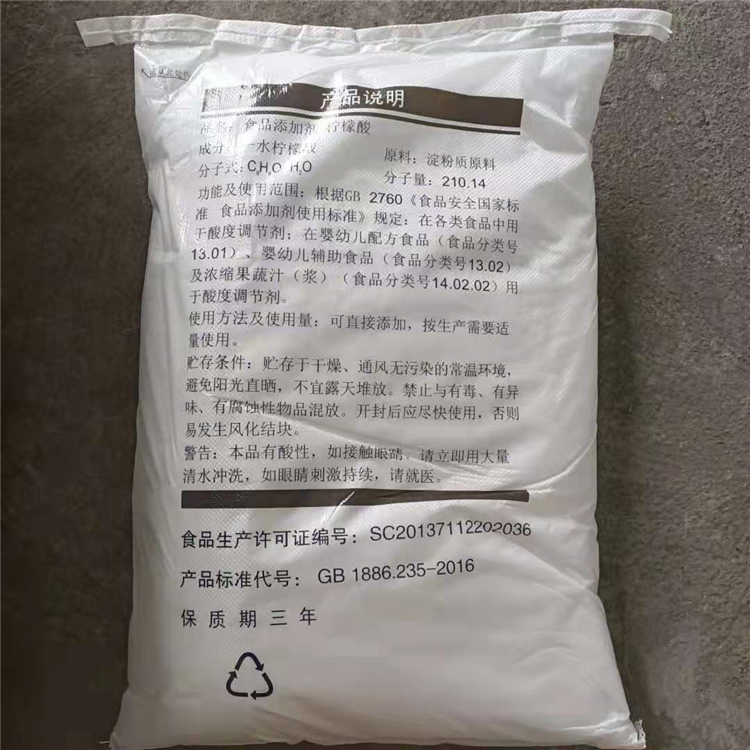 产品说明
品名：食品添加剂 柠檬酸
成分：一水柠檬酸 原料：淀粉质原料
分子式：C₆H₈O₇·H₂O 分子量：210.14
功能及使用范围：根据GB 2760《食品安全国家标
准 食品添加剂使用标准》规定：在各类食品中用
于酸度调节剂；在婴幼儿配方食品（食品分类号
13.01）、婴幼儿辅助食品（食品分类号13.02）
及浓缩果蔬汁（浆）（食品分类号14.02.02）用
于酸度调节剂。
使用方法及使用量：可直接添加，按生产需要适
量使用。
贮存条件：贮存于干燥、通风无污染的常温环境，
避免阳光直晒，不宜露天堆放。禁止与有毒、有异
味、有腐蚀性物品混放。开封后应尽快使用，否则
易发生风化结块。
警告：本品有酸性，如接触眼睛，请立即用大量
清水冲洗，如眼睛刺激持续，请就医。
食品生产许可证编号：SC20137112202036
产品标准代号：GB 1886.235-2016
保质期三年